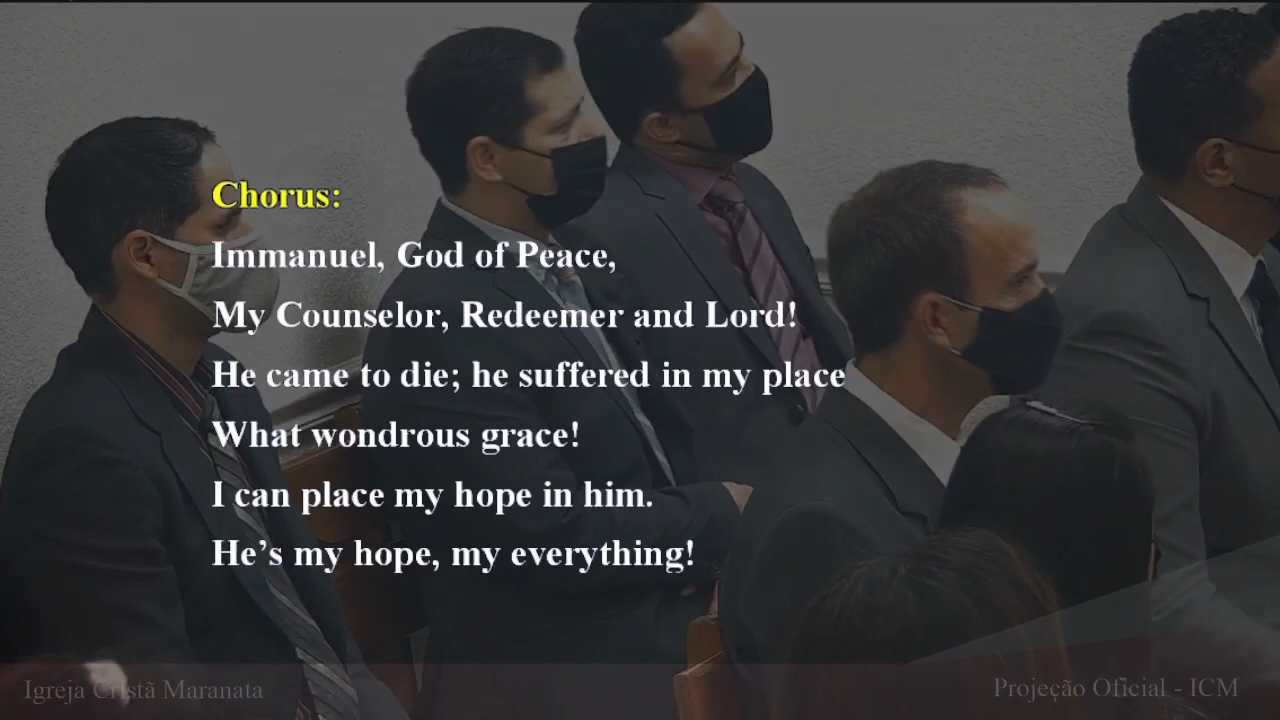 Chorus:
Immanuel, God of Peace,
My Counselor, Redeemer and Lord!
He came to die; he suffered in my place
What wondrous grace!
I can place my hope in him.
He’s my hope, my everything!
Igreja Cristã Maranata
Projeção Oficial - ICM